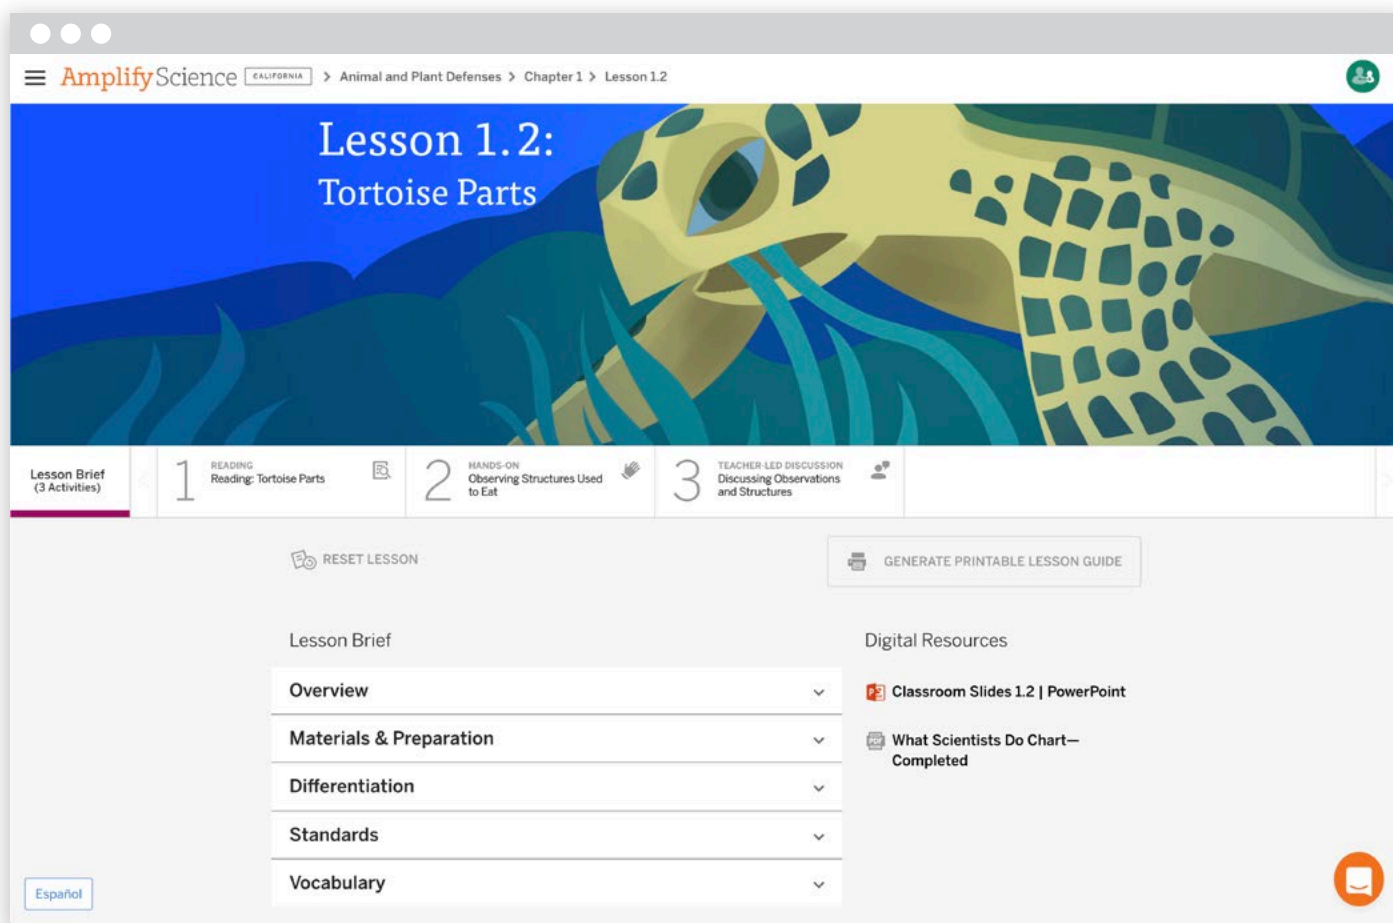 Amplify Science CALIFORNIA > Animal and Plant Defenses > Chapter 1 > Lesson 1.2
Lesson 1.2:
Tortoise Parts
Lesson Brief
(3 Activities)
1
READING
Reading: Tortoise Parts
2
HANDS-ON
Observing Structures Used
to Eat
3
TEACHER-LED DISCUSSION
Discussing Observations
and Structures
RESET LESSON
GENERATE PRINTABLE LESSON GUIDE
Lesson Brief
Overview
Materials & Preparation
Differentiation
Standards
Vocabulary
Digital Resources
P
Classroom Slides 1.2 | PowerPoint
PDF
What Scientists Do Chart—
Completed
Español